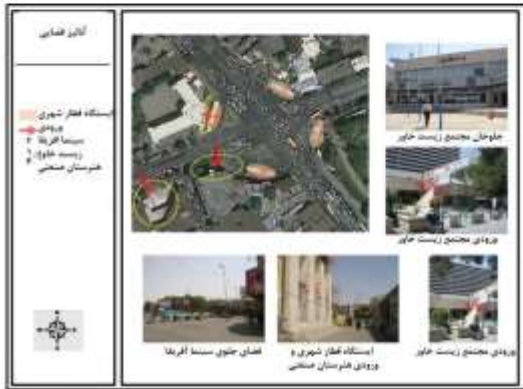 آنالیز فضایی
ایستگاه قطار شهری
ورودی
سینما آفریقا
زیست خاور
هنرستان صنعتی
جلوخان مجتمع زیست خاور
ورودی مجتمع زیست خاور
فضای جلوی سینما آفریقا
ایستگاه قطار شهری و
ورودی هنرستان صنعتی
ورودی مجتمع زیست خاور